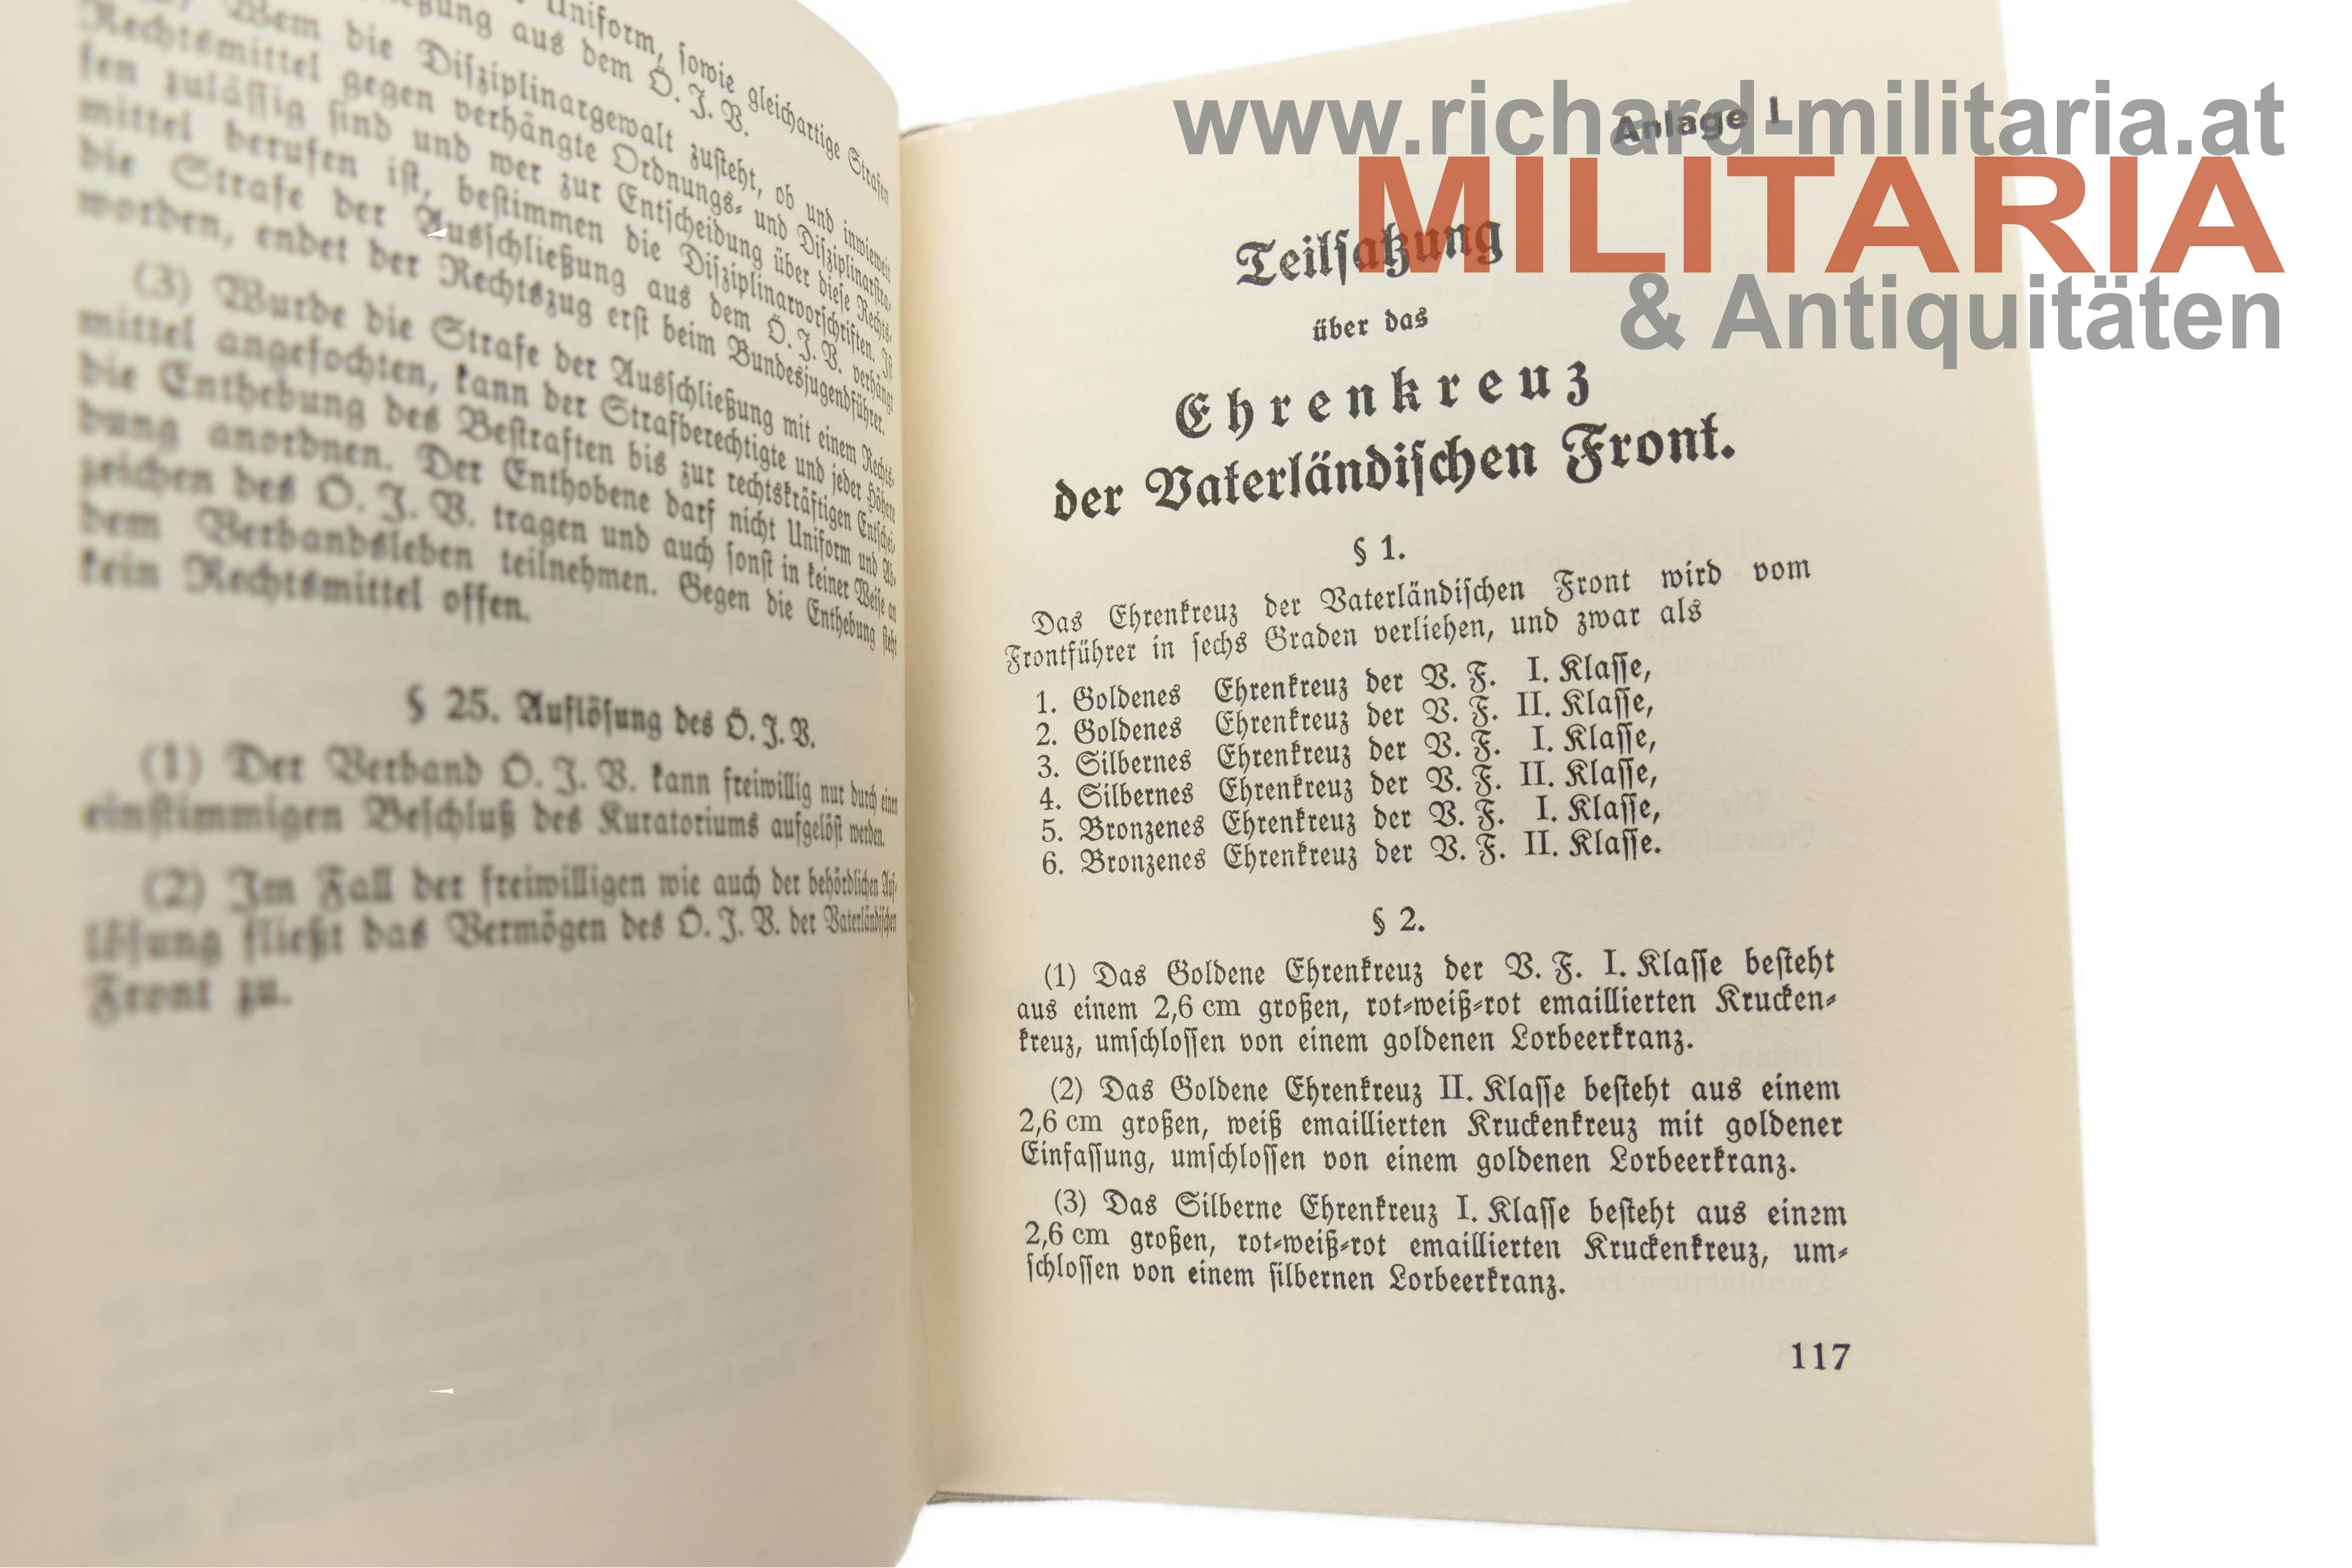 Uniform, sowie gleichartige Strafen
aus dem Ö. J. V.
Wem die Disziplinargewalt zusteht, ob und inwieweit
Rechtsmittel gegen verhängte Ordnungs- und Disziplinarstra-
fen zulässig sind und wer zur Entscheidung über diese Rechts-
mittel berufen ist, bestimmen die Disziplinarvorschriften. Ist
die Strafe der Ausschließung aus dem Ö. J. V. verhängt
worden, endet der Rechtszug erst beim Bundesjugendführer.
(3) Wurde die Strafe der Ausschließung mit einem Rechts-
mittel angefochten, kann der Strafberechtigte und jeder Höhere
die Enthebung des Bestraften bis zur rechtskräftigen Entschei-
dung anordnen. Der Enthobene darf nicht Uniform und Ab-
zeichen des Ö. J. V. tragen und auch sonst in keiner Weise an
dem Verbandsleben teilnehmen. Gegen die Enthebung steht
kein Rechtsmittel offen.
§ 25. Auflösung des Ö. J. V.
(1) Der Verband Ö. J. V. kann freiwillig nur durch einen
einstimmigen Beschluß des Kuratoriums aufgelöst werden.
(2) Im Fall der freiwilligen wie auch der behördlichen Auf-
lösung fließt das Vermögen des Ö. J. V. der Vaterländischen
Front zu.
www.richard-militaria.at
MILITARIA
& Antiquitäten
Anlage I
Teilsatzung
über das
Ehrenkreuz
der Vaterländischen Front.
§ 1.
Das Ehrenkreuz der Vaterländischen Front wird vom
Frontführer in sechs Graden verliehen, und zwar als
1. Goldenes Ehrenkreuz der V. F. I. Klasse,
2. Goldenes Ehrenkreuz der V. F. II. Klasse,
3. Silbernes Ehrenkreuz der V. F. I. Klasse,
4. Silbernes Ehrenkreuz der V. F. II. Klasse,
5. Bronzenes Ehrenkreuz der V. F. I. Klasse,
6. Bronzenes Ehrenkreuz der V. F. II. Klasse.
§ 2.
(1) Das Goldene Ehrenkreuz der V. F. I. Klasse besteht
aus einem 2,6 cm großen, rot-weiß-rot emaillierten Krucken-
kreuz, umschlossen von einem goldenen Lorbeerkranz.
(2) Das Goldene Ehrenkreuz II. Klasse besteht aus einem
2,6 cm großen, weiß emaillierten Kruckenkreuz mit goldener
Einfassung, umschlossen von einem goldenen Lorbeerkranz.
(3) Das Silberne Ehrenkreuz I. Klasse besteht aus einem
2,6 cm großen, rot-weiß-rot emaillierten Kruckenkreuz, um-
schlossen von einem silbernen Lorbeerkranz.
117